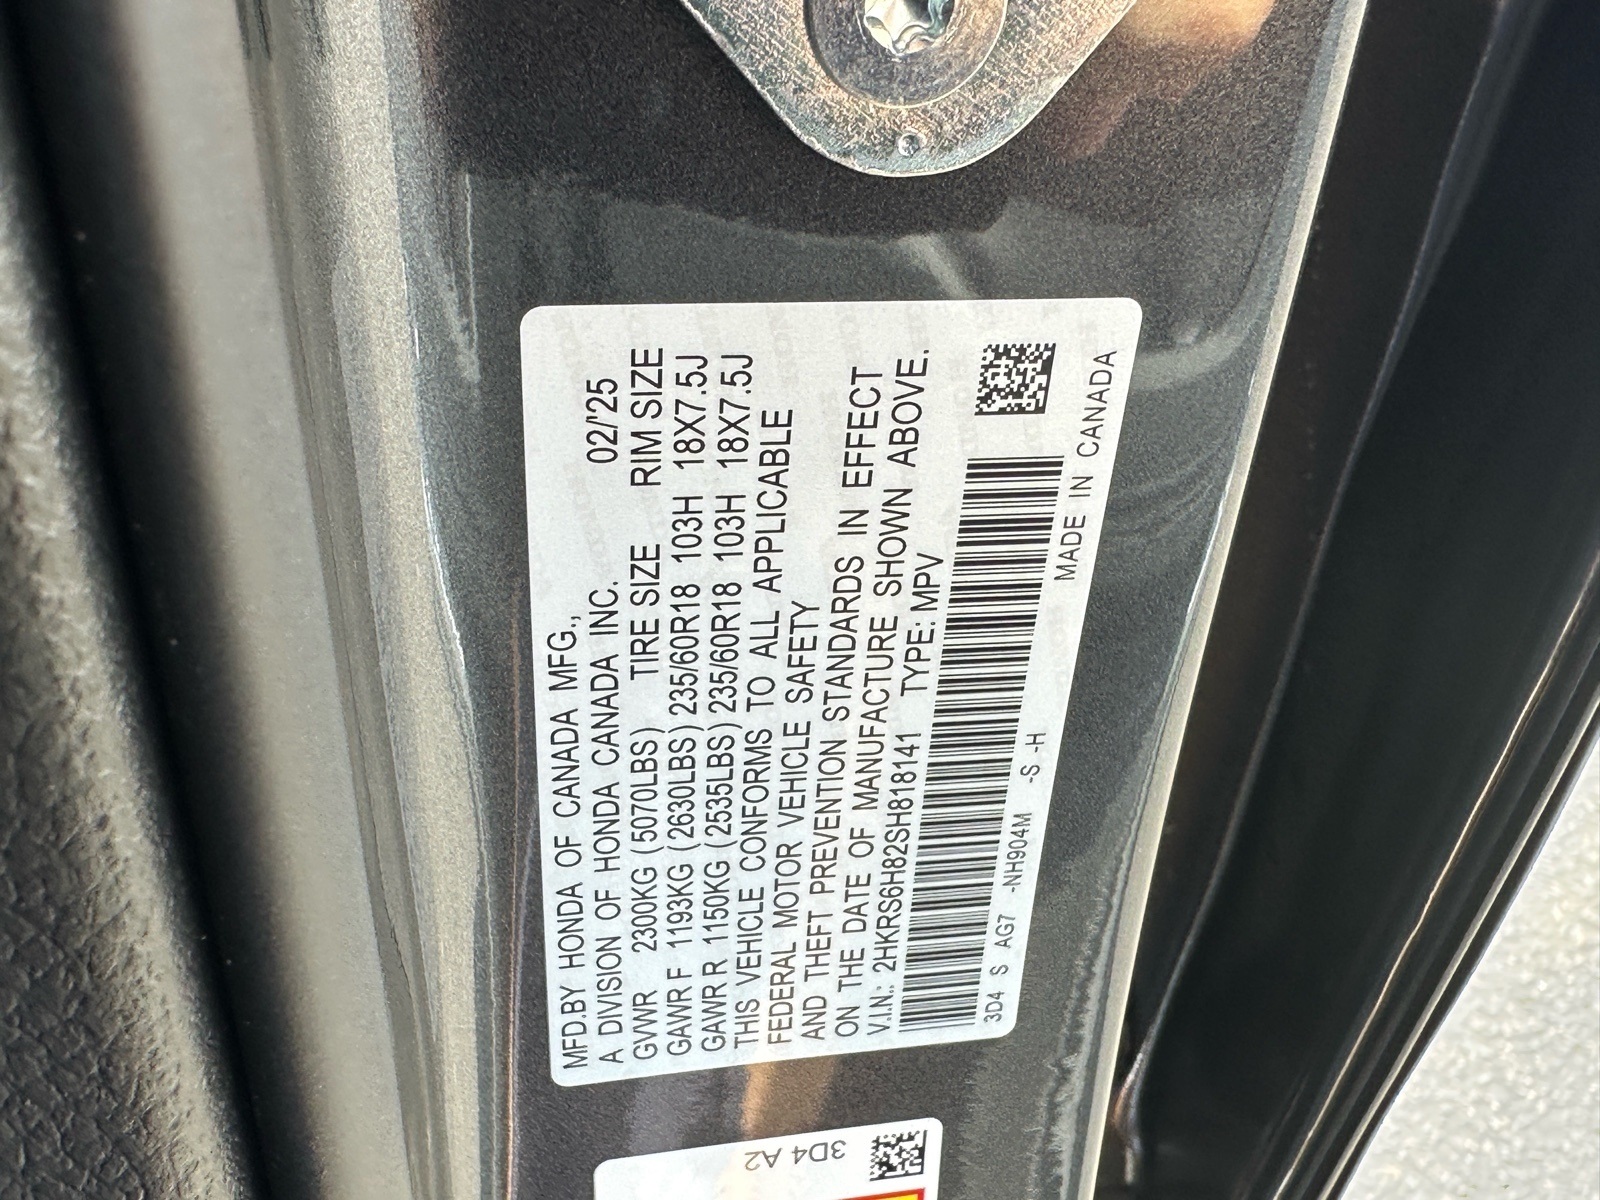 MFD.BY HONDA OF CANADA MFG.,
A DIVISION OF HONDA CANADA INC. 02/'25
GVWR 2300KG (5070LBS) TIRE SIZE RIM SIZE
GAWR F 1193KG (2630LBS) 235/60R18 103H 18X7.5J
GAWR R 1150KG (2535LBS) 235/60R18 103H 18X7.5J
THIS VEHICLE CONFORMS TO ALL APPLICABLE
FEDERAL MOTOR VEHICLE SAFETY
AND THEFT PREVENTION STANDARDS IN EFFECT
ON THE DATE OF MANUFACTURE SHOWN ABOVE.
V.I.N.: 2HKRS6H82SH818141 TYPE: MPV
3D4 S AG7 -NH904M -S -H
MADE IN CANADA
3D4 A2